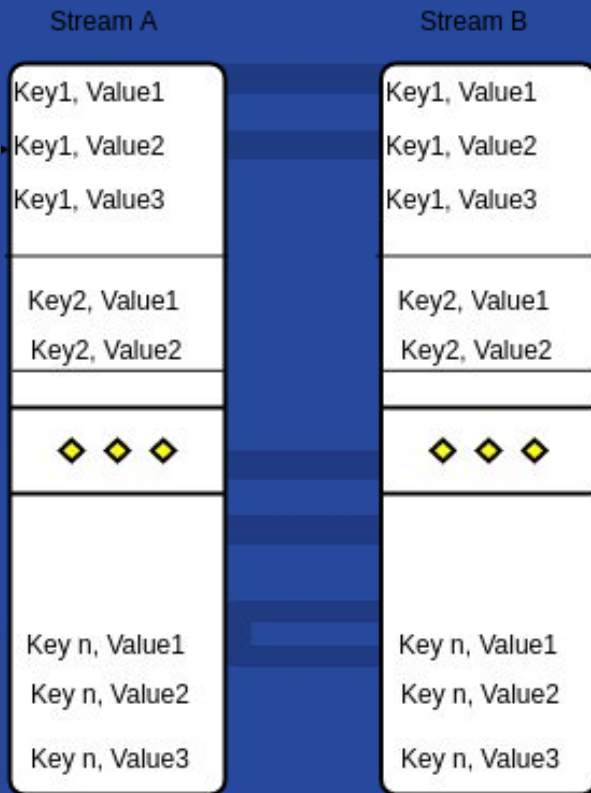 Stream A
Key1, Value1
Key1, Value2
Key1, Value3
Key2, Value1
Key2, Value2
Key n, Value1
Key n, Value2
Key n, Value3
Stream B
Key1, Value1
Key1, Value2
Key1, Value3
Key2, Value1
Key2, Value2
Key n, Value1
Key n, Value2
Key n, Value3